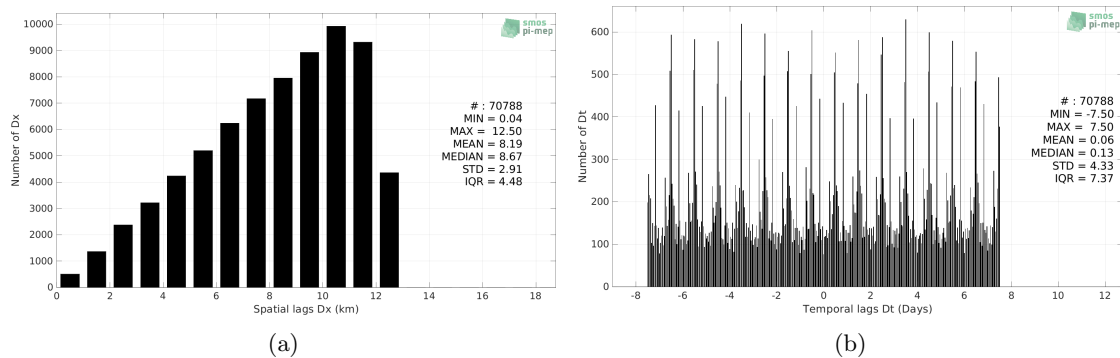 smos
pi-mep
10000
9000
8000
7000
6000
5000
4000
3000
2000
1000
0
Number of Dx
# : 70788
MIN = 0.04
MAX = 12.50
MEAN = 8.19
MEDIAN = 8.67
STD = 2.91
IQR = 4.48
0 2 4 6 8 10 12 14 16 18
Spatial lags Dx (km)
(a)
smos
pi-mep
600
500
400
300
200
100
0
Number of Dt
# : 70788
MIN = -7.50
MAX = 7.50
MEAN = 0.06
MEDIAN = 0.13
STD = 4.33
IQR = 7.37
-8 -6 -4 -2 0 2 4 6 8 10 12
Temporal lags Dt (Days)
(b)